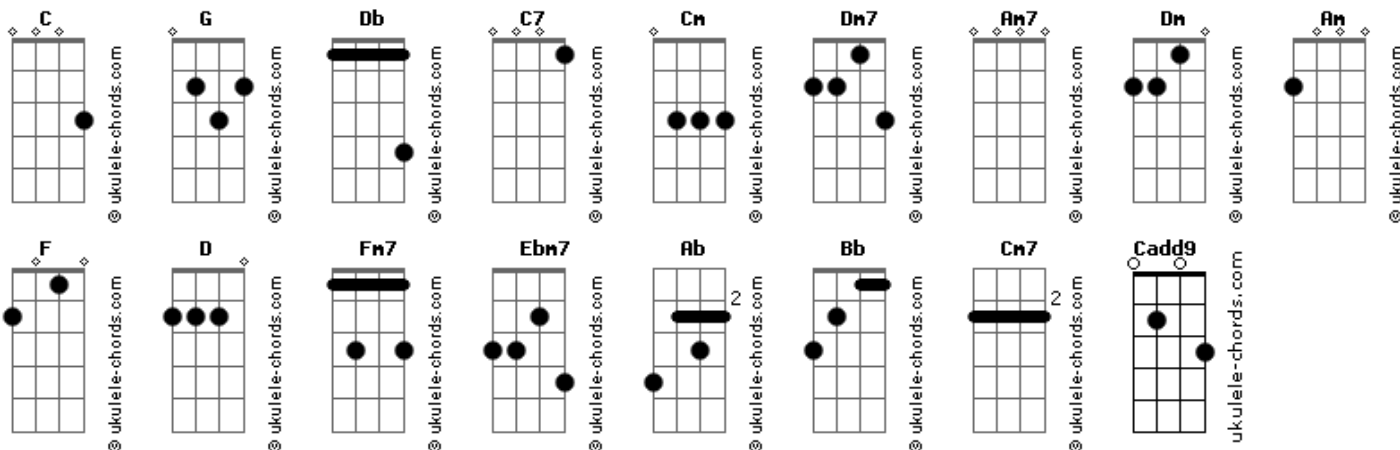 C G Db C7 Cm Dm7 Am7 Dm Am
© ukulele-chords.com © ukulele-chords.com © ukulele-chords.com © ukulele-chords.com © ukulele-chords.com © ukulele-chords.com © ukulele-chords.com © ukulele-chords.com © ukulele-chords.com
F D Fm7 Ebm7 Ab Bb Cm7 Cadd9
2 2
© ukulele-chords.com © ukulele-chords.com © ukulele-chords.com © ukulele-chords.com © ukulele-chords.com © ukulele-chords.com © ukulele-chords.com ukulele-chords.com